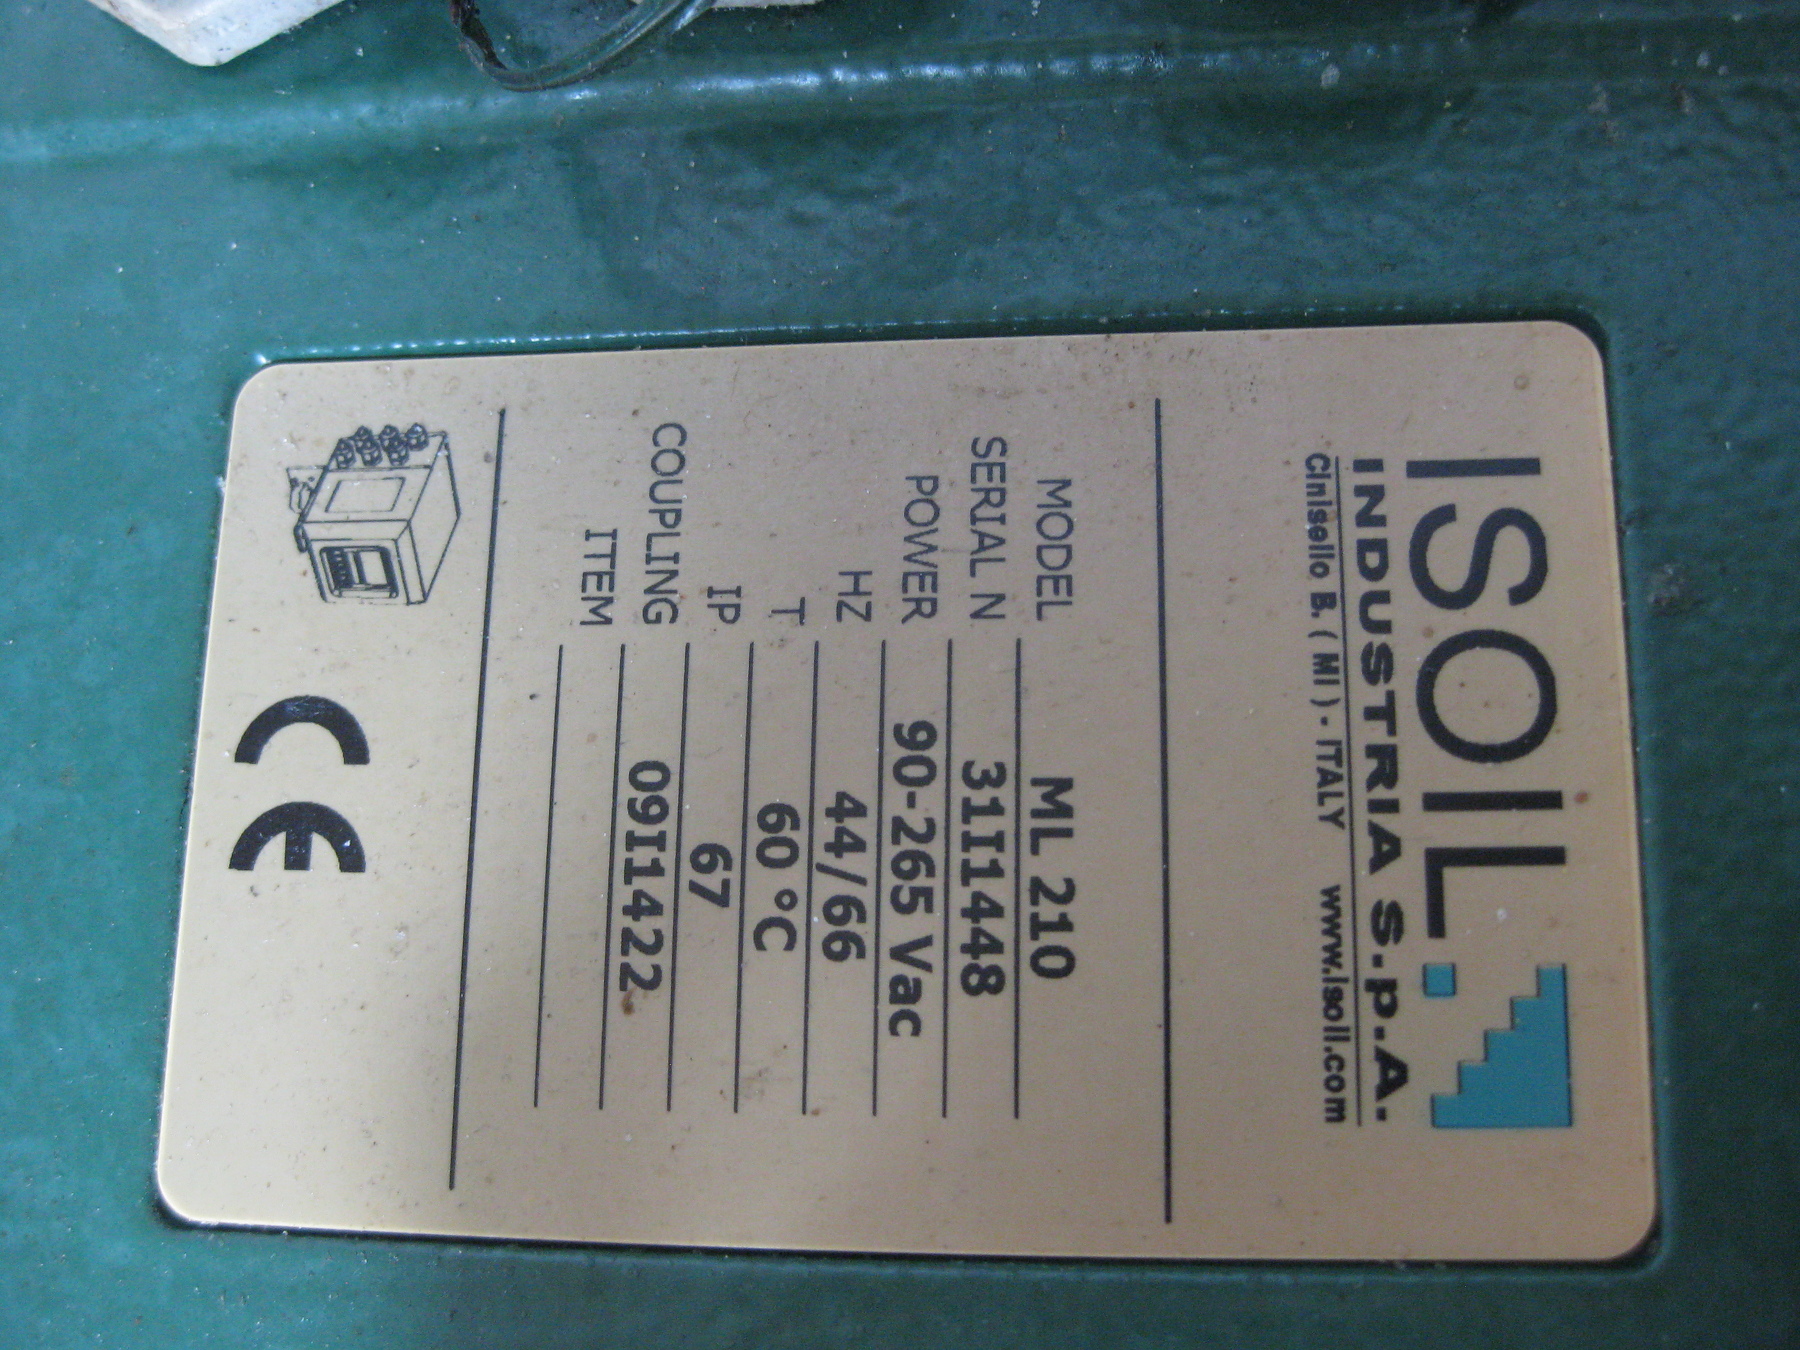 ISOIL
INDUSTRIA S.p.A.
Cinisello B. ( MI ) - ITALY www.isoil.com
MODEL ML 210
SERIAL N 31I1448
POWER 90-265 Vac
HZ 44/66
T 60 °C
IP 67
COUPLING 09I1422
ITEM
CE